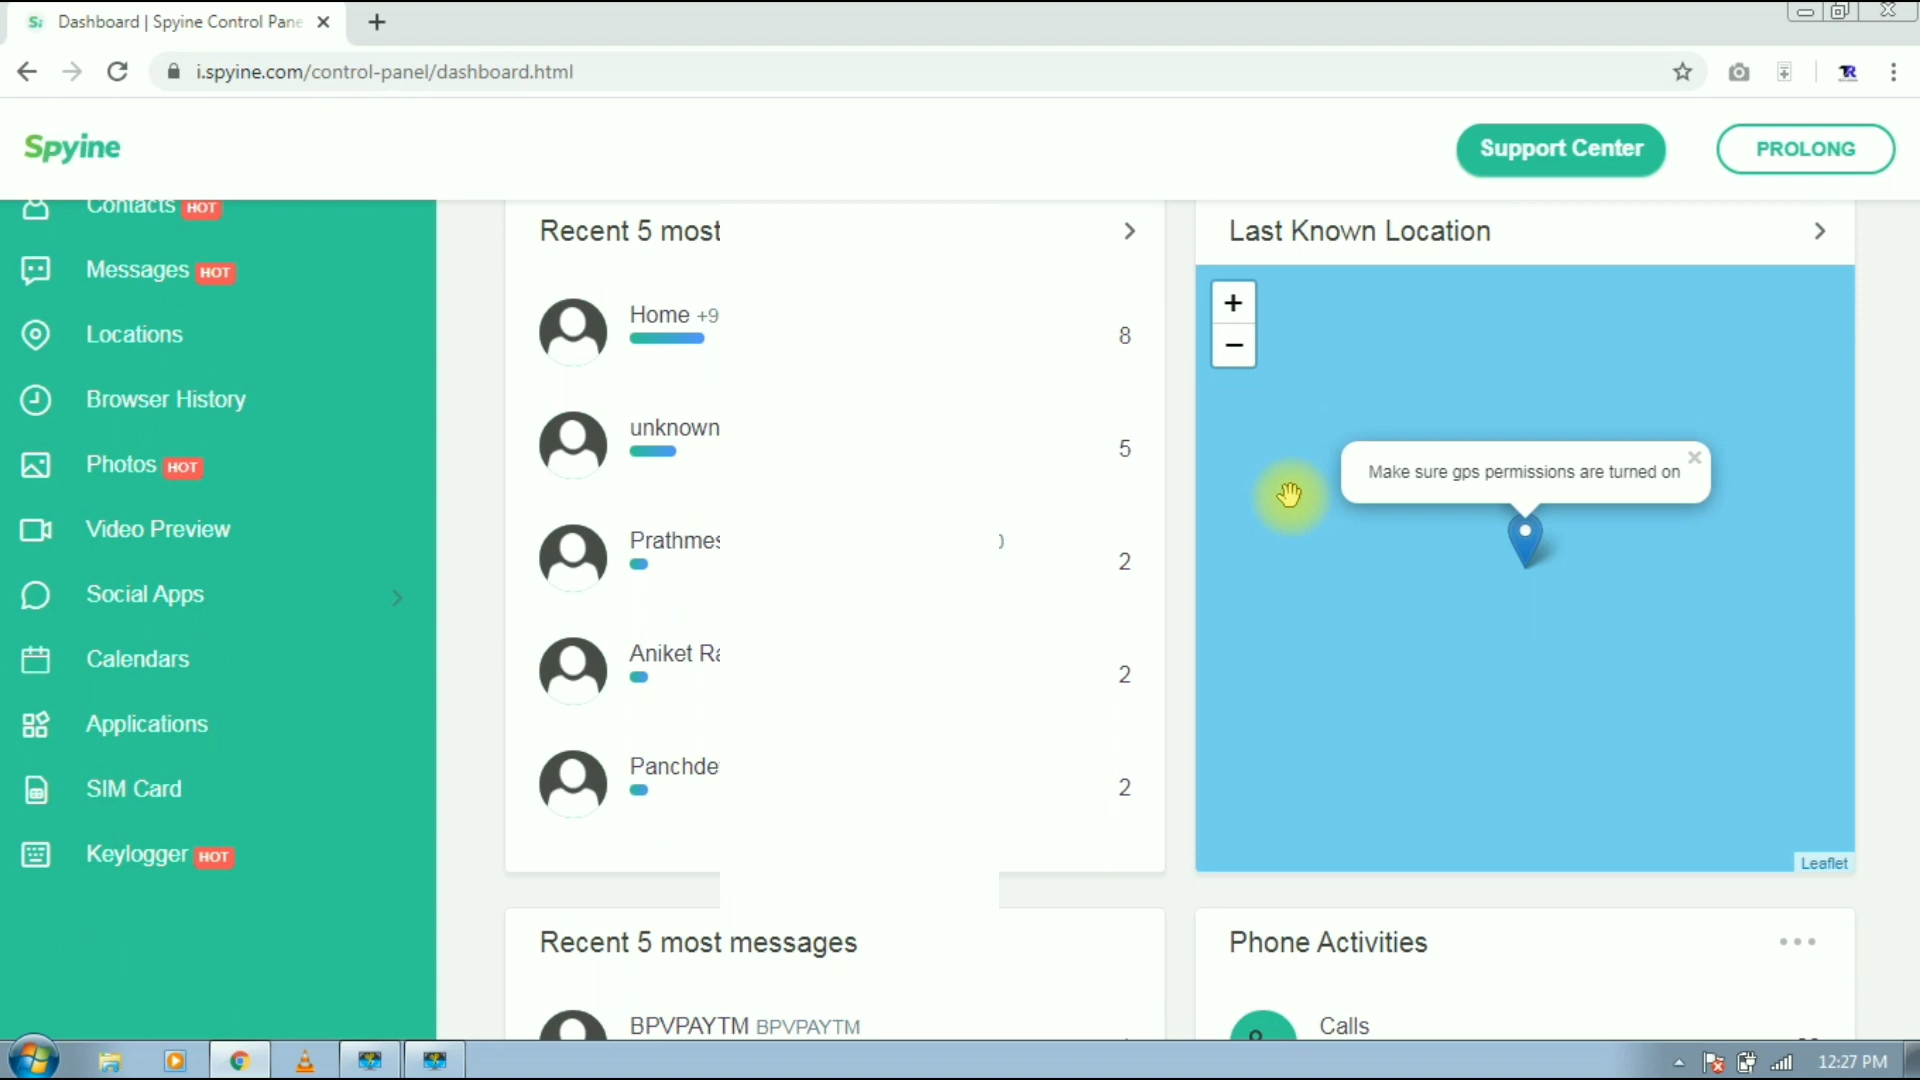 Dashboard | Spyine Control Pane
i.spyine.com/control-panel/dashboard.html
Spyine
Support Center
PROLONG
Contacts HOT
Messages HOT
Locations
Browser History
Photos HOT
Video Preview
Social Apps
Calendars
Applications
SIM Card
Keylogger HOT
Recent 5 most
Home +9
8
unknown
5
Prathmes
2
Aniket Ra
2
Panchde
2
Last Known Location
+
−
Make sure gps permissions are turned on
Leaflet
Recent 5 most messages
BPVPAYTM BPVPAYTM
Phone Activities
Calls
12:27 PM